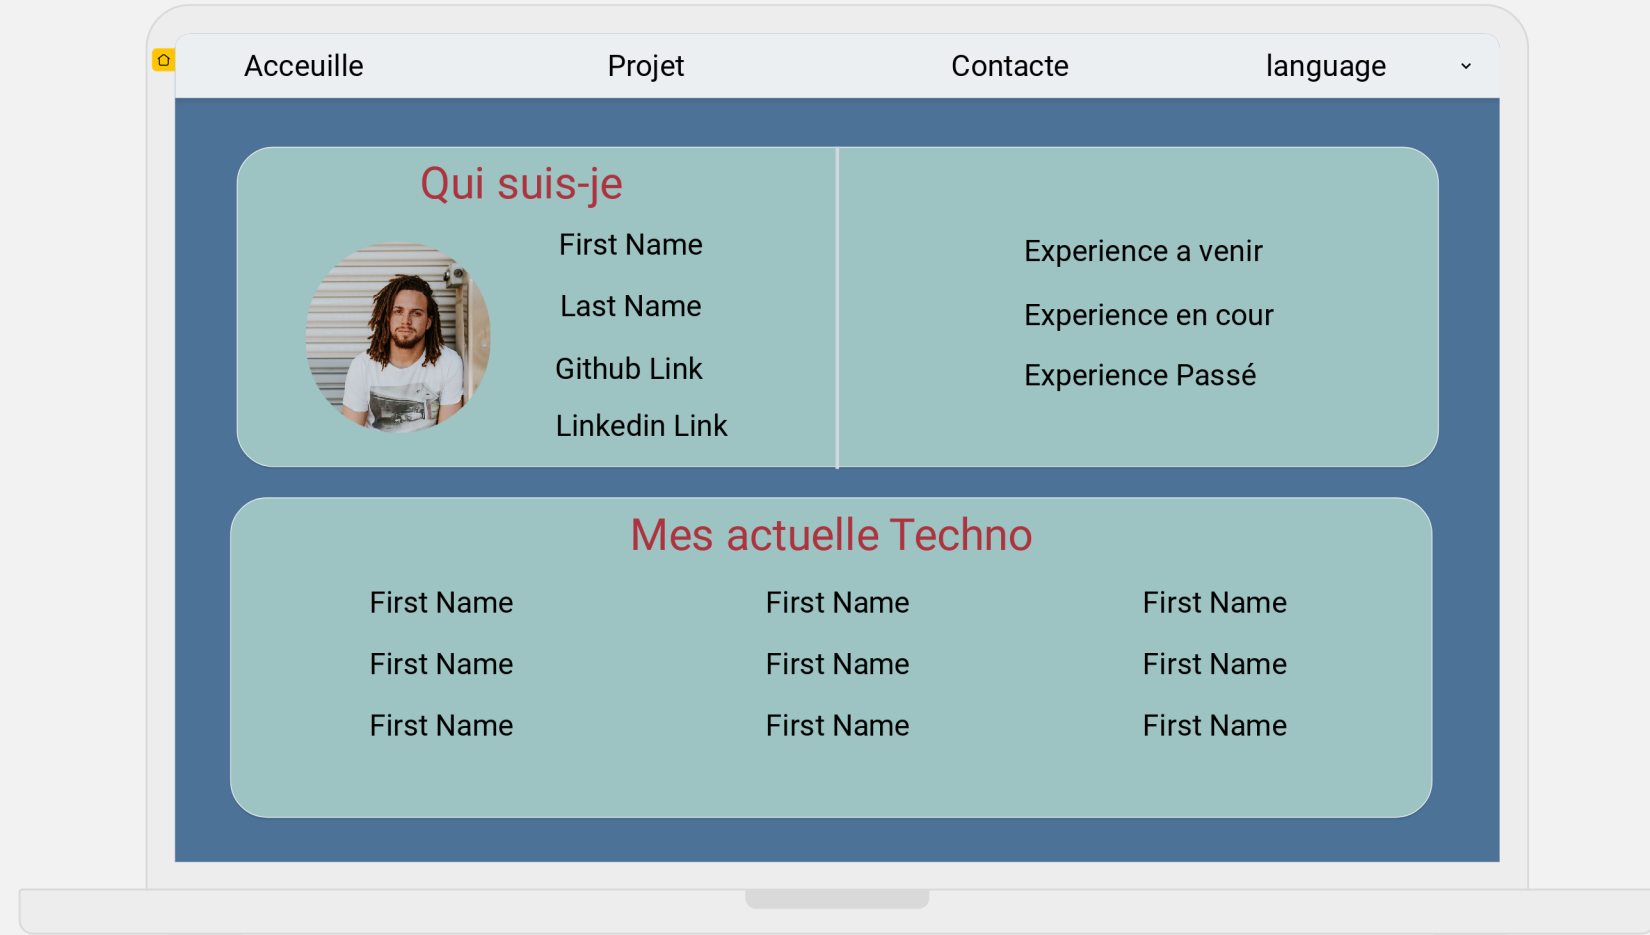 Acceuille
Projet
Contacte
language
Qui suis-je
First Name
Last Name
Github Link
Linkedin Link
Experience a venir
Experience en cour
Experience Passé
Mes actuelle Techno
First Name
First Name
First Name
First Name
First Name
First Name
First Name
First Name
First Name